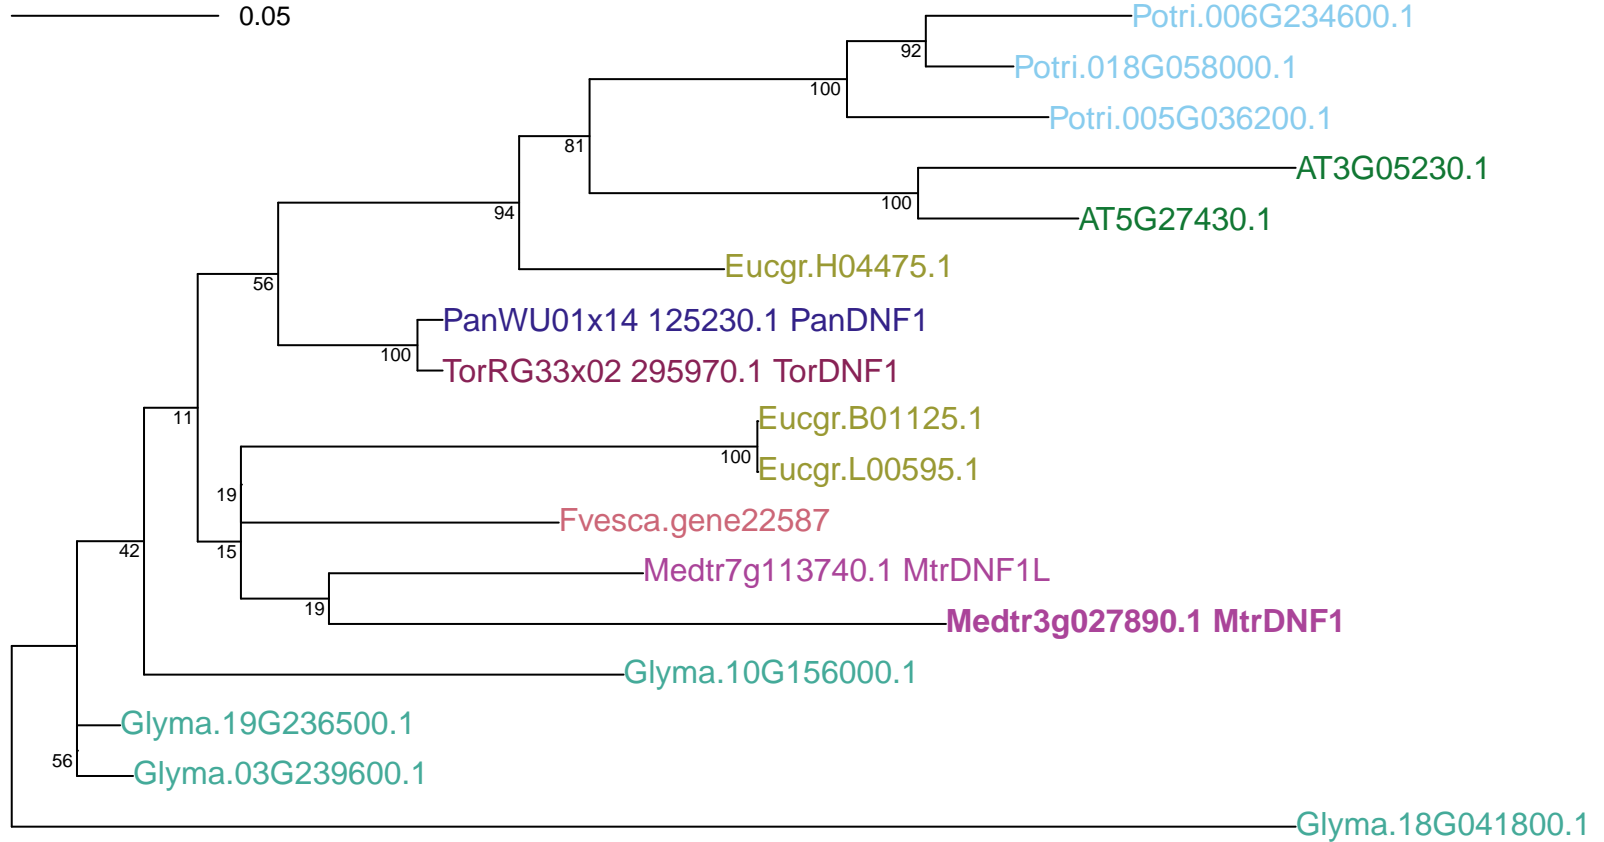 0.05
Potri.006G234600.1
92
Potri.018G058000.1
100
Potri.005G036200.1
81
AT3G05230.1
100
AT5G27430.1
94
Eucgr.H04475.1
56
PanWU01x14 125230.1 PanDNF1
100
TorRG33x02 295970.1 TorDNF1
11
Eucgr.B01125.1
100
Eucgr.L00595.1
19
Fvesca.gene22587
42
15
Medtr7g113740.1 MtrDNF1L
19
Medtr3g027890.1 MtrDNF1
Glyma.10G156000.1
Glyma.19G236500.1
56
Glyma.03G239600.1
Glyma.18G041800.1